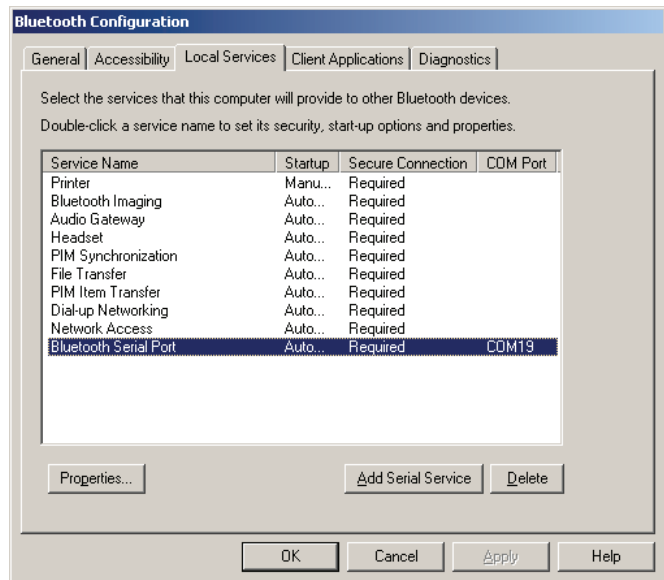 Bluetooth Configuration
General Accessibility Local Services Client Applications Diagnostics
Select the services that this computer will provide to other Bluetooth devices.
Double-click a service name to set its security, start-up options and properties.
Service Name Startup Secure Connection COM Port
Printer Manu... Required
Bluetooth Imaging Auto... Required
Audio Gateway Auto... Required
Headset Auto... Required
PIM Synchronization Auto... Required
File Transfer Auto... Required
PIM Item Transfer Auto... Required
Dial-up Networking Auto... Required
Network Access Auto... Required
Bluetooth Serial Port Auto... Required COM19
Properties... Add Serial Service Delete
OK Cancel Apply Help